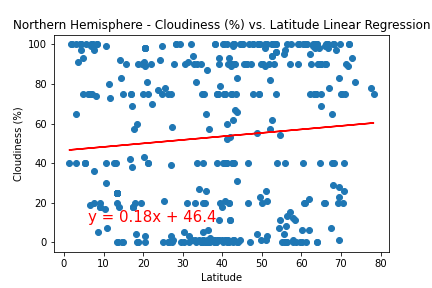 Northern Hemisphere - Cloudiness (%) vs. Latitude Linear Regression
100
80
60
40
20
0
Cloudiness (%)
y = 0.18x + 46.4
0 10 20 30 40 50 60 70 80
Latitude